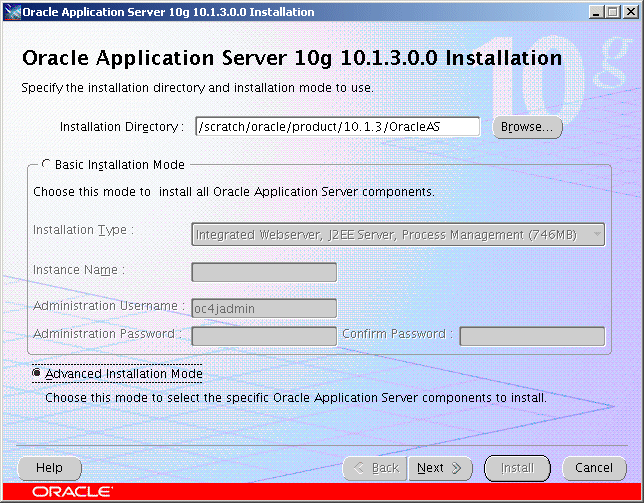 Oracle Application Server 10g 10.1.3.0.0 Installation
10g
Oracle Application Server 10g 10.1.3.0.0 Installation
Specify the installation directory and installation mode to use.
Installation Directory : /scratch/oracle/product/10.1.3/OracleAS Browse...
Basic Installation Mode
Choose this mode to install all Oracle Application Server components.
Installation Type : Integrated Webserver, J2EE Server, Process Management (746MB)
Instance Name :
Administration Username : oc4jadmin
Administration Password : Confirm Password :
Advanced Installation Mode
Choose this mode to select the specific Oracle Application Server components to install.
Help Back Next Install Cancel
ORACLE